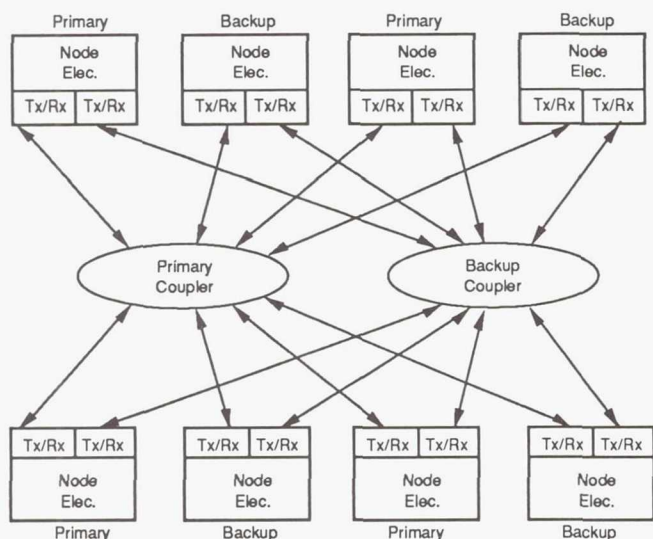 Primary Backup Primary Backup
Node Node Node Node
Elec. Elec. Elec. Elec.
Tx/Rx Tx/Rx Tx/Rx Tx/Rx Tx/Rx Tx/Rx Tx/Rx Tx/Rx
Primary Backup
Coupler Coupler
Tx/Rx Tx/Rx Tx/Rx Tx/Rx Tx/Rx Tx/Rx Tx/Rx Tx/Rx
Node Node Node Node
Elec. Elec. Elec. Elec.
Primary Backup Primary Backup